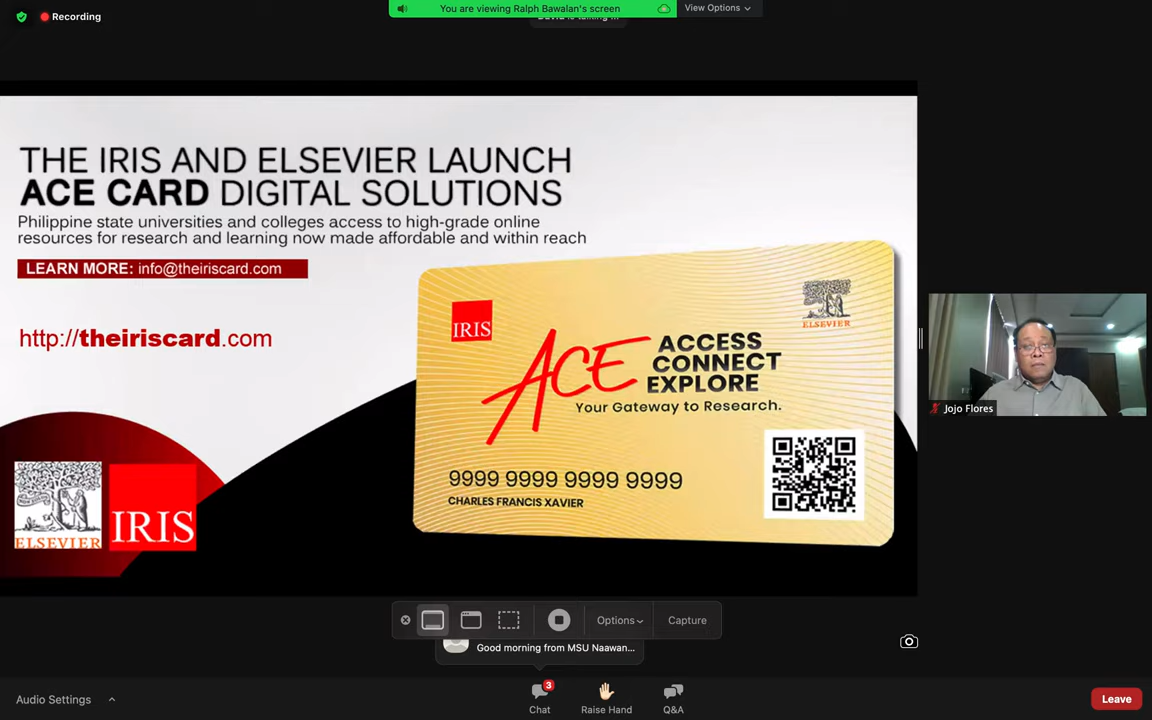 Recording
You are viewing Ralph Bawalan's screen
View Options
THE IRIS AND ELSEVIER LAUNCH
ACE CARD DIGITAL SOLUTIONS
Philippine state universities and colleges access to high-grade online
resources for research and learning now made affordable and within reach
LEARN MORE: info@theiriscard.com
http://theiriscard.com
IRIS
ELSEVIER
ACE
ACCESS
CONNECT
EXPLORE
Your Gateway to Research.
9999 9999 9999 9999
CHARLES FRANCIS XAVIER
ELSEVIER
IRIS
Jojo Flores
Options
Capture
Good morning from MSU Naawan...
Audio Settings
3
Chat
Raise Hand
Q&A
Leave